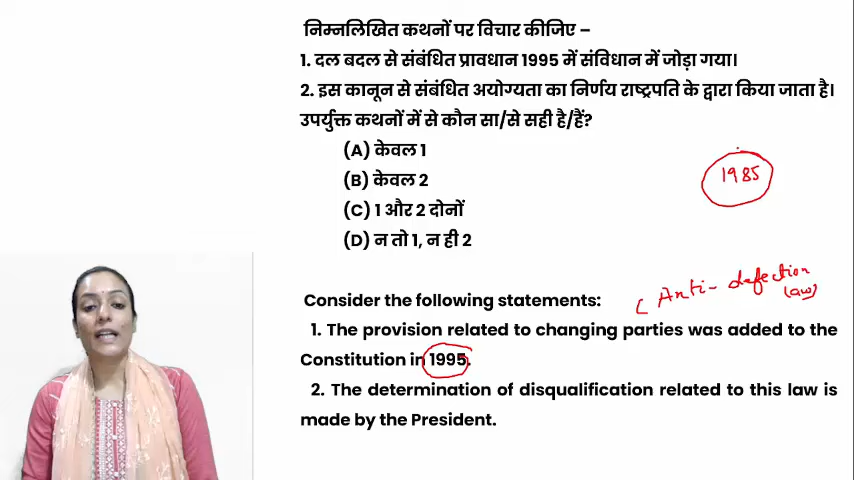 निम्नलिखित कथनों पर विचार कीजिए –
1. दल बदल से संबंधित प्रावधान 1995 में संविधान में जोड़ा गया।
2. इस कानून से संबंधित अयोग्यता का निर्णय राष्ट्रपति के द्वारा किया जाता है।
उपर्युक्त कथनों में से कौन सा/से सही है/हैं?
(A) केवल 1
(B) केवल 2
(C) 1 और 2 दोनों
(D) न तो 1, न ही 2
1985
( Anti-defection
law)
Consider the following statements:
1. The provision related to changing parties was added to the
Constitution in 1995.
2. The determination of disqualification related to this law is
made by the President.